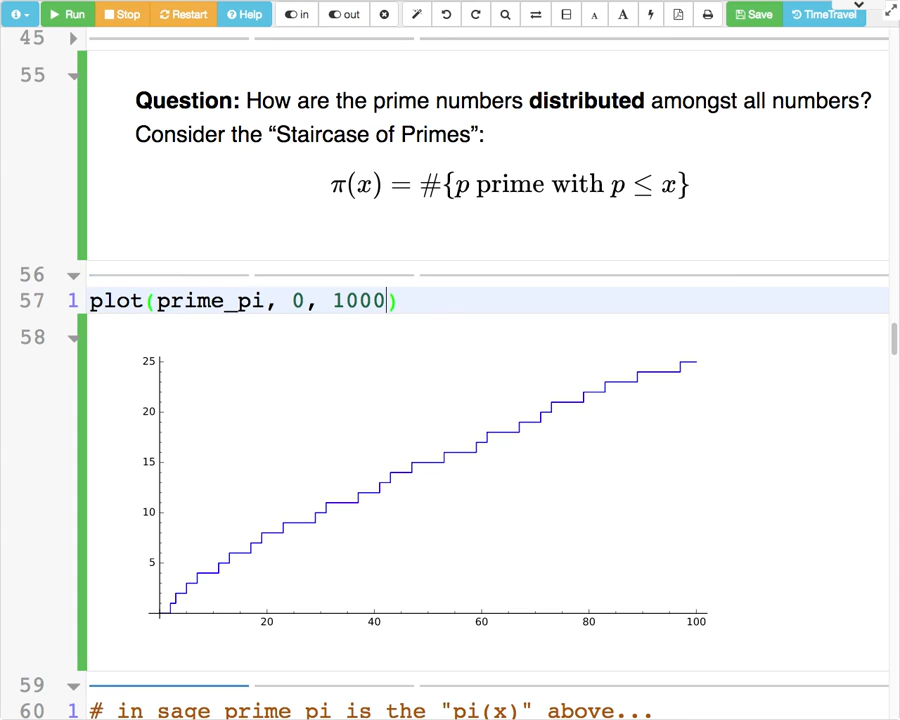 Run Stop Restart Help in out A A Save TimeTravel
45
55
Question: How are the prime numbers distributed amongst all numbers?
Consider the “Staircase of Primes”:
π(x) = #{p prime with p ≤ x}
56
57 1 plot(prime_pi, 0, 1000)
58
25
20
15
10
5
20 40 60 80 100
59
60 1 # in sage prime_pi is the "pi(x)" above...